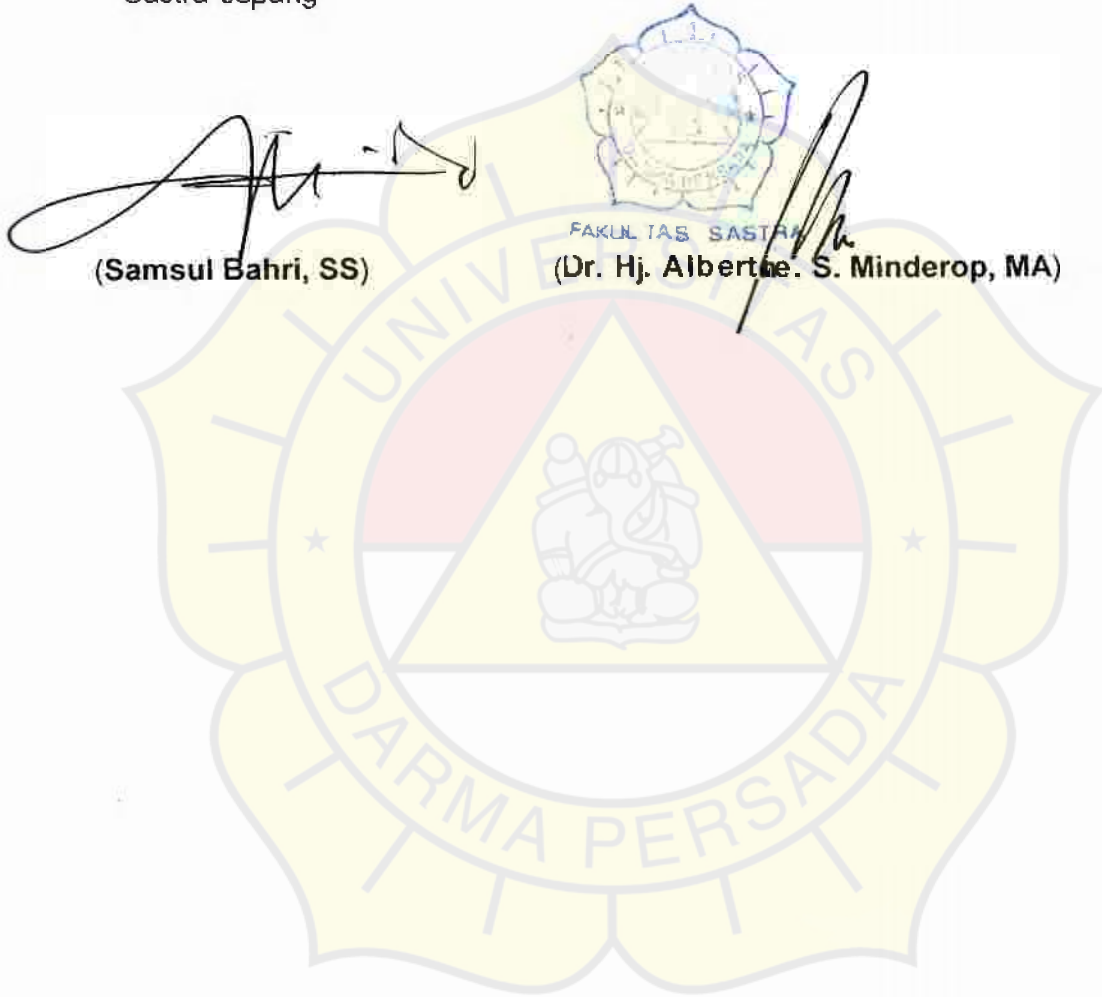 Sastra Jepang
FAKULTAS SASTRA
(Samsul Bahri, SS)
(Dr. Hj. Albertine. S. Minderop, MA)
UNIVERSITAS
DARMA PERSADA